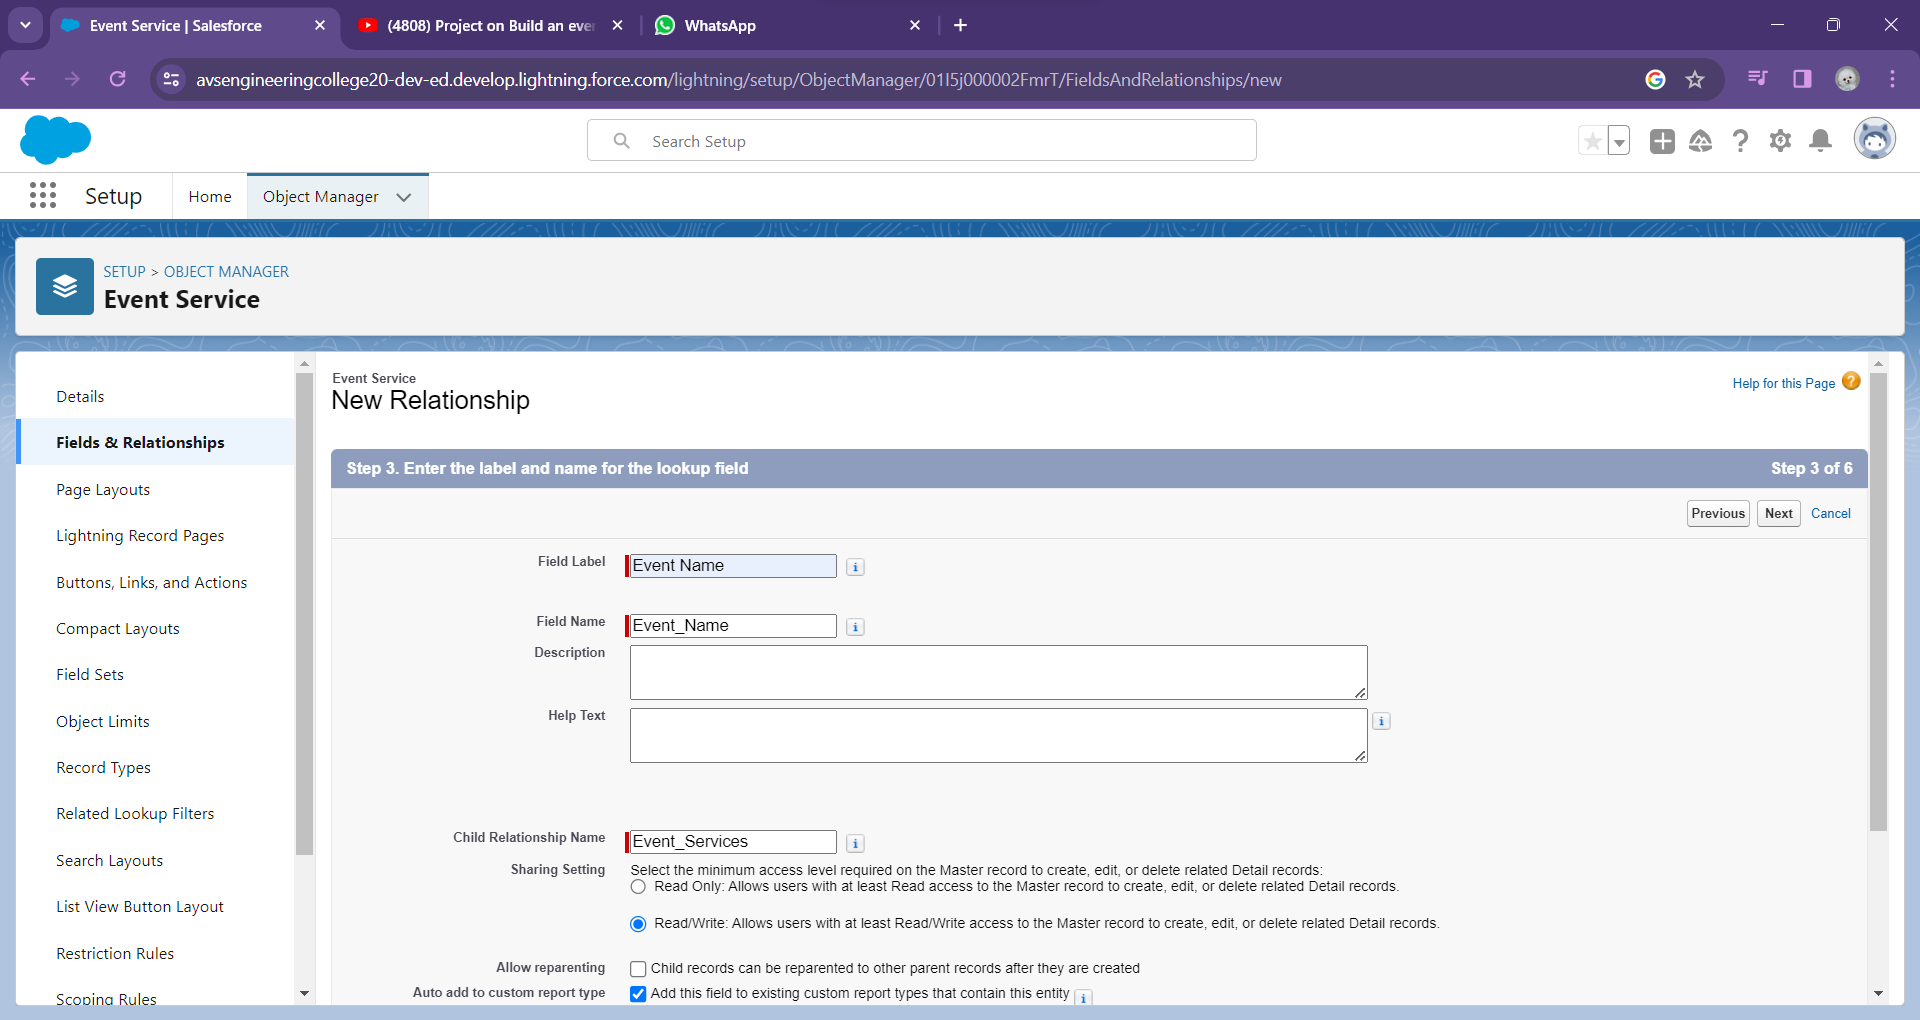 Event Service | Salesforce
(4808) Project on Build an eve
WhatsApp
avsengineeringcollege20-dev-ed.develop.lightning.force.com/lightning/setup/ObjectManager/01I5j000002FmrT/FieldsAndRelationships/new
Search Setup
Setup
Home
Object Manager
SETUP > OBJECT MANAGER
Event Service
Details
Fields & Relationships
Page Layouts
Lightning Record Pages
Buttons, Links, and Actions
Compact Layouts
Field Sets
Object Limits
Record Types
Related Lookup Filters
Search Layouts
List View Button Layout
Restriction Rules
Scoping Rules
Event Service
New Relationship
Help for this Page
Step 3. Enter the label and name for the lookup field
Step 3 of 6
Previous
Next
Cancel
Field Label
Event Name
Field Name
Event_Name
Description
Help Text
Child Relationship Name
Event_Services
Sharing Setting
Select the minimum access level required on the Master record to create, edit, or delete related Detail records:
Read Only: Allows users with at least Read access to the Master record to create, edit, or delete related Detail records.
Read/Write: Allows users with at least Read/Write access to the Master record to create, edit, or delete related Detail records.
Allow reparenting
Child records can be reparented to other parent records after they are created
Auto add to custom report type
Add this field to existing custom report types that contain this entity